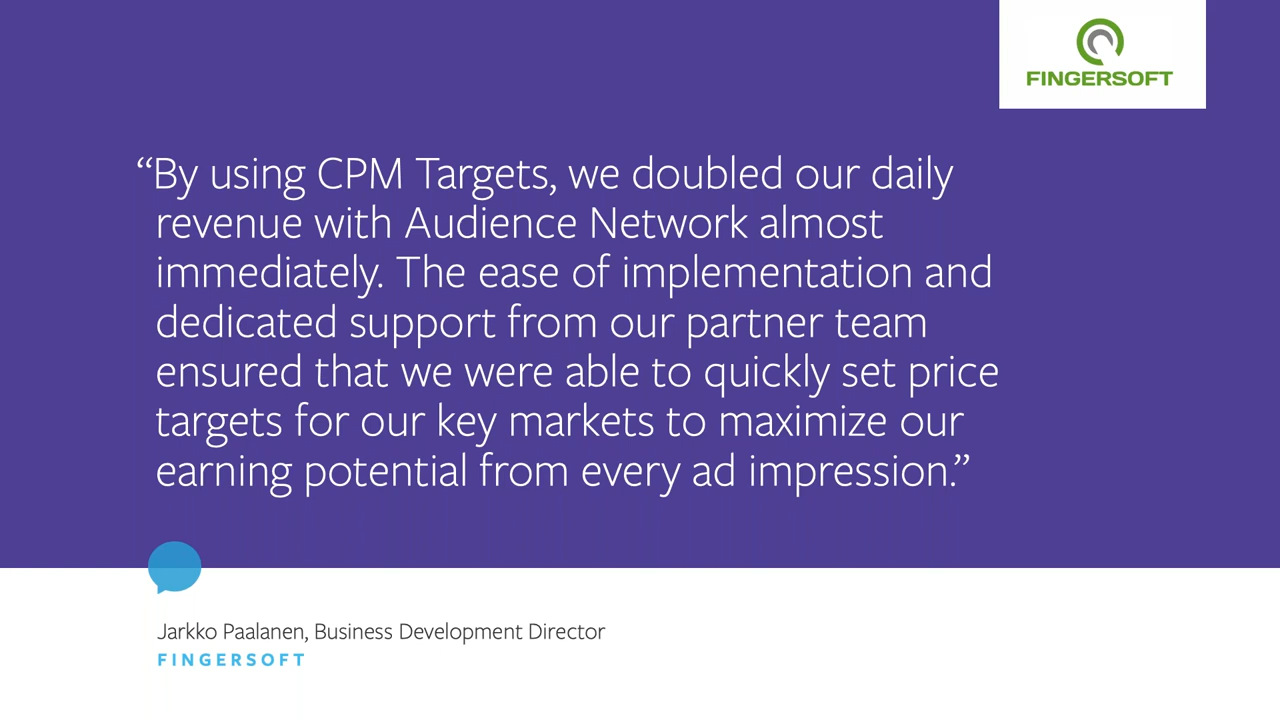 FINGERSOFT
“By using CPM Targets, we doubled our daily
revenue with Audience Network almost
immediately. The ease of implementation and
dedicated support from our partner team
ensured that we were able to quickly set price
targets for our key markets to maximize our
earning potential from every ad impression.”
Jarkko Paalanen, Business Development Director
FINGERSOFT